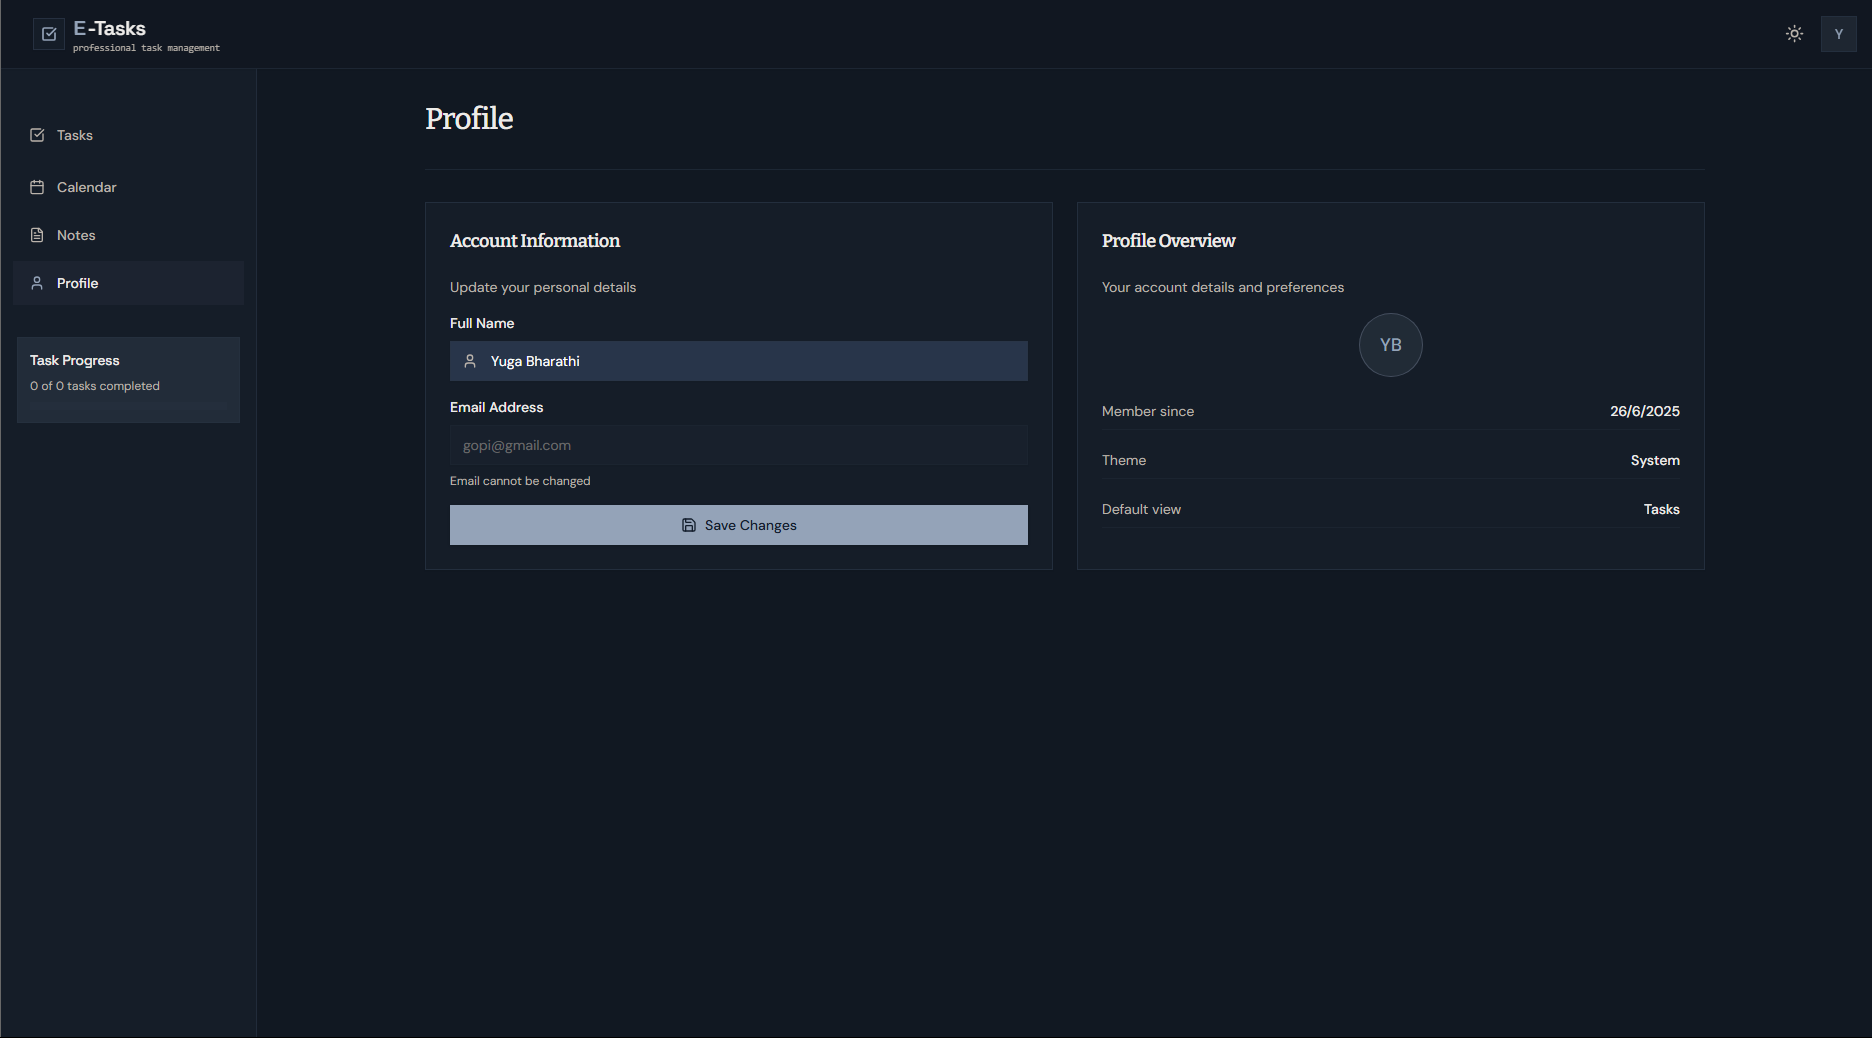 E-Tasks
professional task management
Y
Tasks
Calendar
Notes
Profile
Task Progress
0 of 0 tasks completed
Profile
Account Information
Update your personal details
Full Name
Yuga Bharathi
Email Address
gopi@gmail.com
Email cannot be changed
Save Changes
Profile Overview
Your account details and preferences
YB
Member since 26/6/2025
Theme System
Default view Tasks